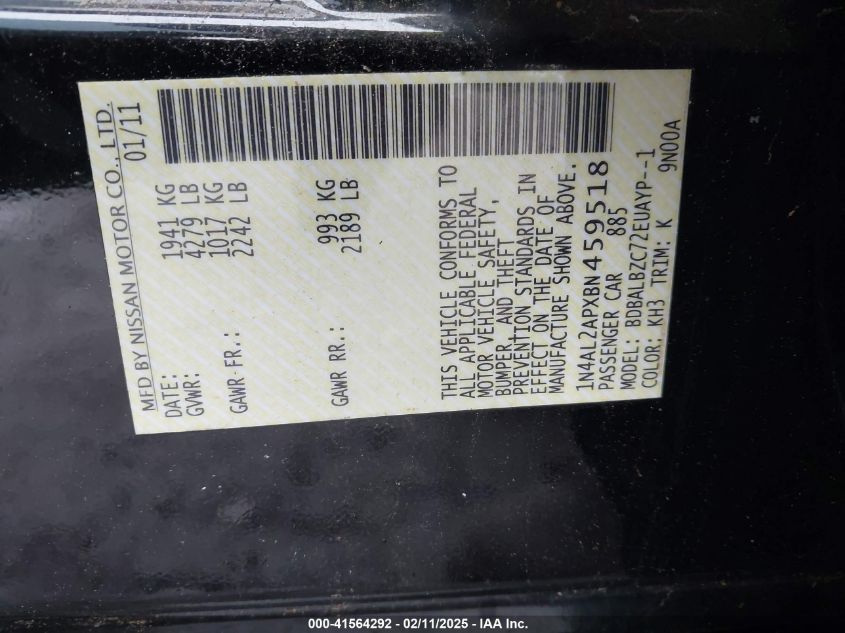 MFD BY NISSAN MOTOR CO., LTD.
DATE: 01/11
GVWR: 1941 KG
4279 LB
GAWR FR.: 1017 KG
2242 LB
GAWR RR.: 993 KG
2189 LB
THIS VEHICLE CONFORMS TO
ALL APPLICABLE FEDERAL
MOTOR VEHICLE SAFETY,
BUMPER, AND THEFT
PREVENTION STANDARDS IN
EFFECT ON THE DATE OF
MANUFACTURE SHOWN ABOVE.
1N4AL2APXBN459518
PASSENGER CAR 885
MODEL: BDBALBZC72EUAYP--1
COLOR: KH3 TRIM: K 9N00A
000-41564292 - 02/11/2025 - IAA Inc.